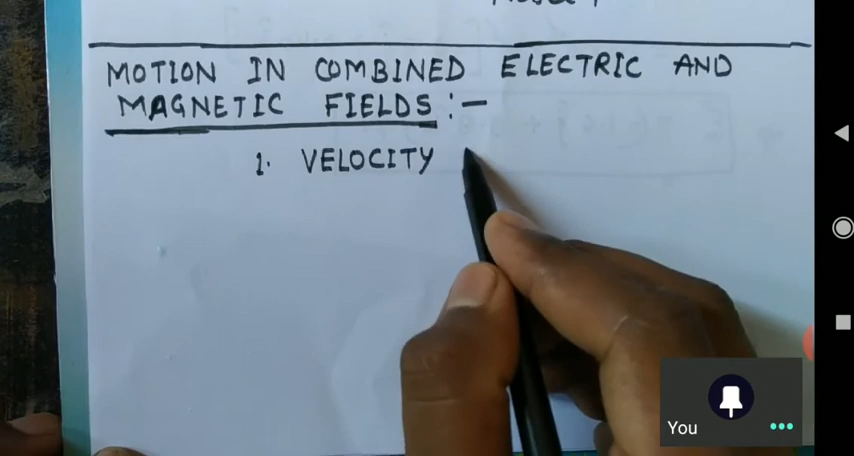 MOTION IN COMBINED ELECTRIC AND
MAGNETIC FIELDS :-
1. VELOCITY
You